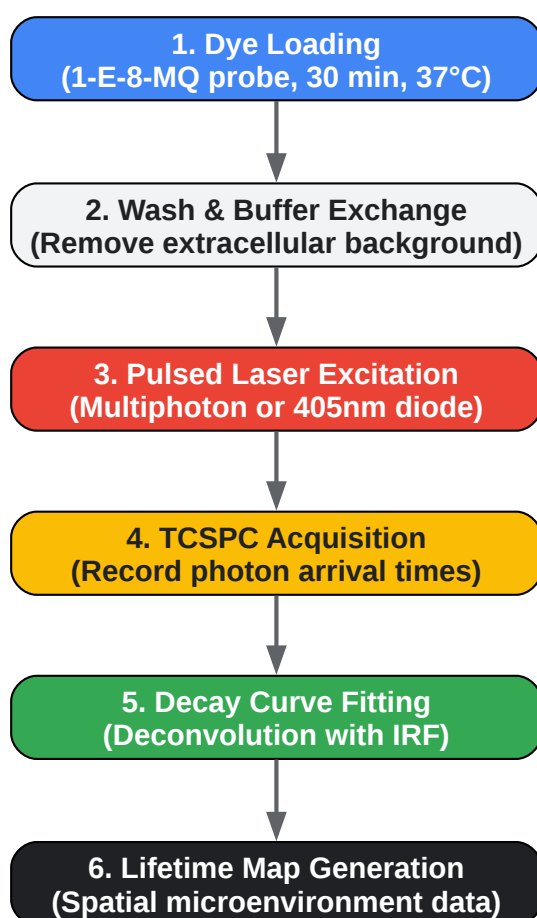 1. Dye Loading
(1-E-8-MQ probe, 30 min, 37°C)
2. Wash & Buffer Exchange
(Remove extracellular background)
3. Pulsed Laser Excitation
(Multiphoton or 405nm diode)
4. TCSPC Acquisition
(Record photon arrival times)
5. Decay Curve Fitting
(Deconvolution with IRF)
6. Lifetime Map Generation
(Spatial microenvironment data)